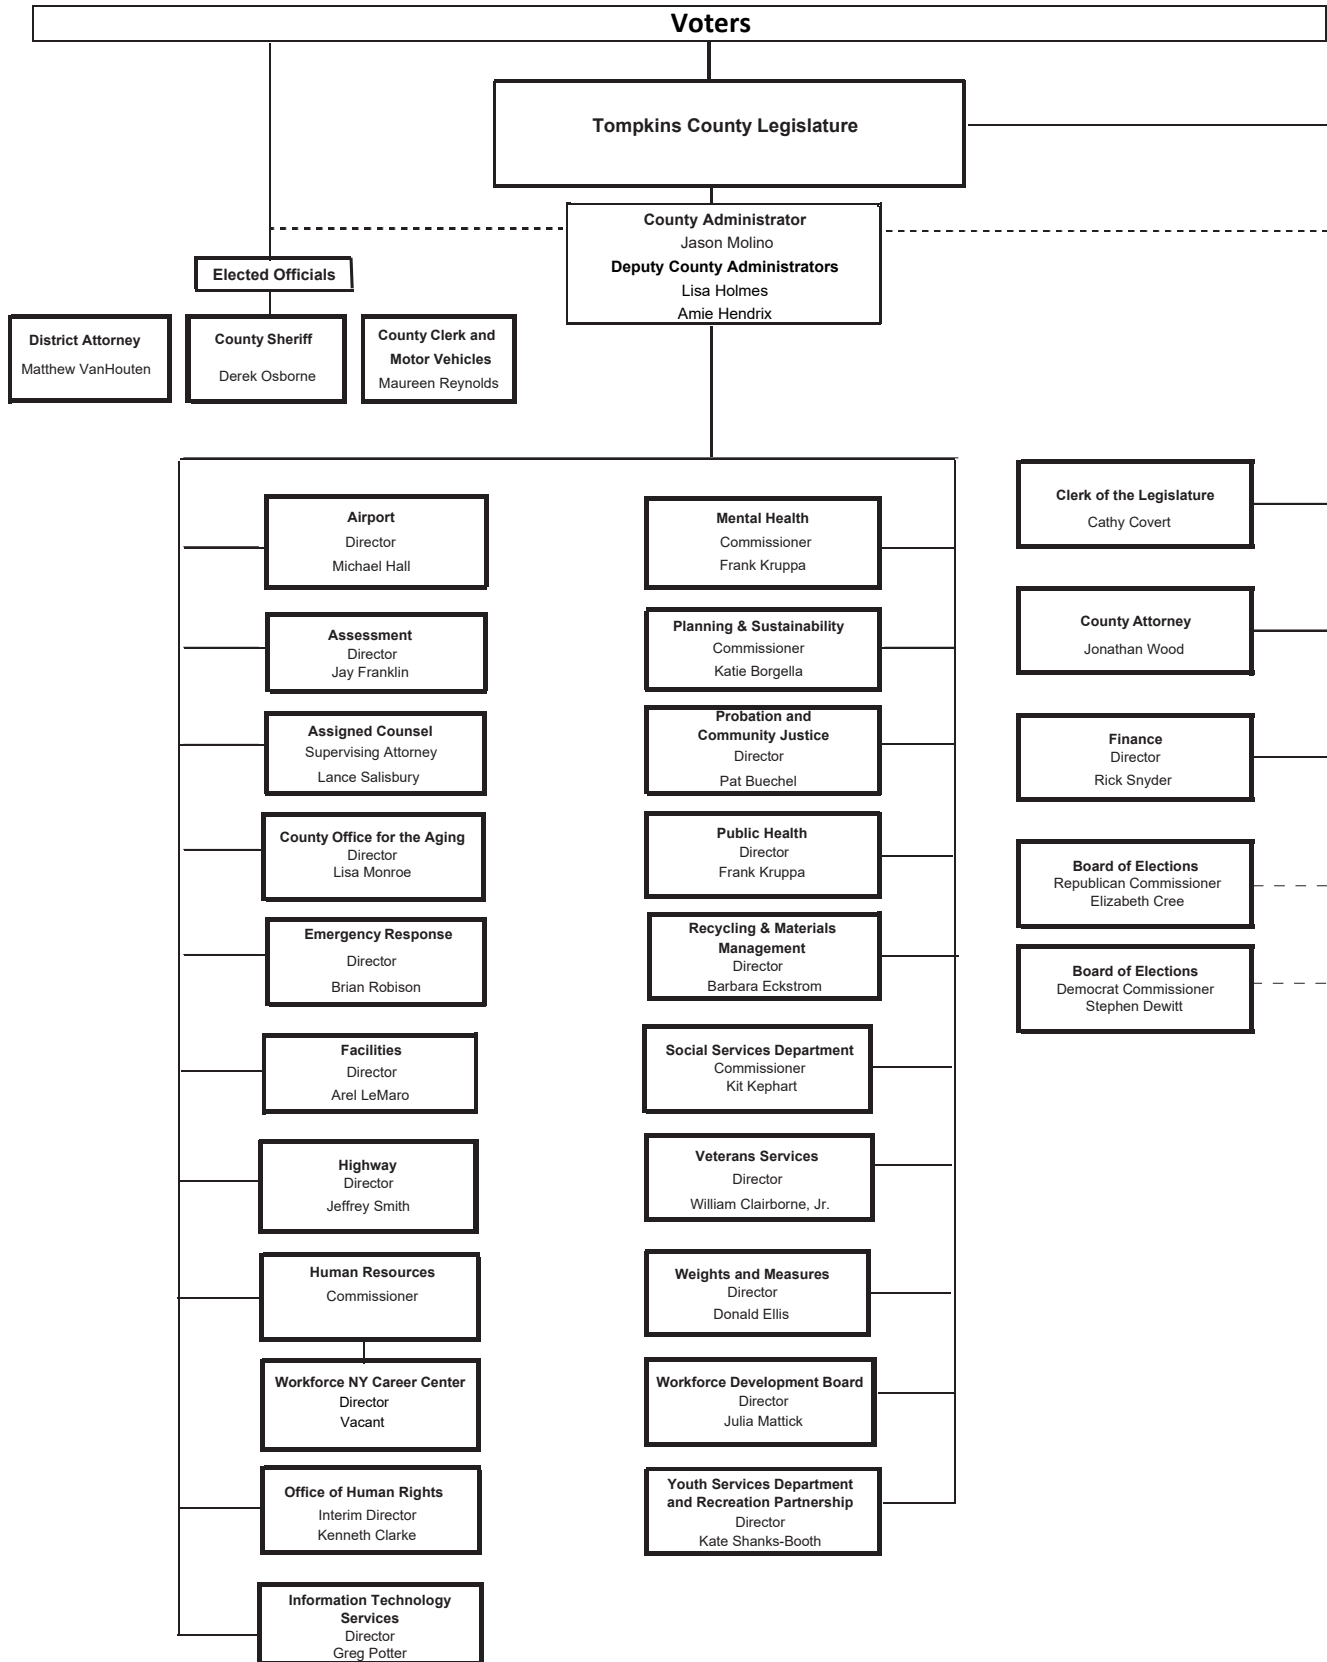 Voters
Tompkins County Legislature
County Administrator
Jason Molino
Deputy County Administrators
Lisa Holmes
Amie Hendrix
Elected Officials
District Attorney
Matthew VanHouten
County Sheriff
Derek Osborne
County Clerk and
Motor Vehicles
Maureen Reynolds
Airport
Director
Michael Hall
Assessment
Director
Jay Franklin
Assigned Counsel
Supervising Attorney
Lance Salisbury
County Office for the Aging
Director
Lisa Monroe
Emergency Response
Director
Brian Robison
Facilities
Director
Arel LeMaro
Highway
Director
Jeffrey Smith
Human Resources
Commissioner
Workforce NY Career Center
Director
Vacant
Office of Human Rights
Interim Director
Kenneth Clarke
Information Technology
Services
Director
Greg Potter
Mental Health
Commissioner
Frank Kruppa
Planning & Sustainability
Commissioner
Katie Borgella
Probation and
Community Justice
Director
Pat Buechel
Public Health
Director
Frank Kruppa
Recycling & Materials
Management
Director
Barbara Eckstrom
Social Services Department
Commissioner
Kit Kephart
Veterans Services
Director
William Clairborne, Jr.
Weights and Measures
Director
Donald Ellis
Workforce Development Board
Director
Julia Mattick
Youth Services Department
and Recreation Partnership
Director
Kate Shanks-Booth
Clerk of the Legislature
Cathy Covert
County Attorney
Jonathan Wood
Finance
Director
Rick Snyder
Board of Elections
Republican Commissioner
Elizabeth Cree
Board of Elections
Democrat Commissioner
Stephen Dewitt